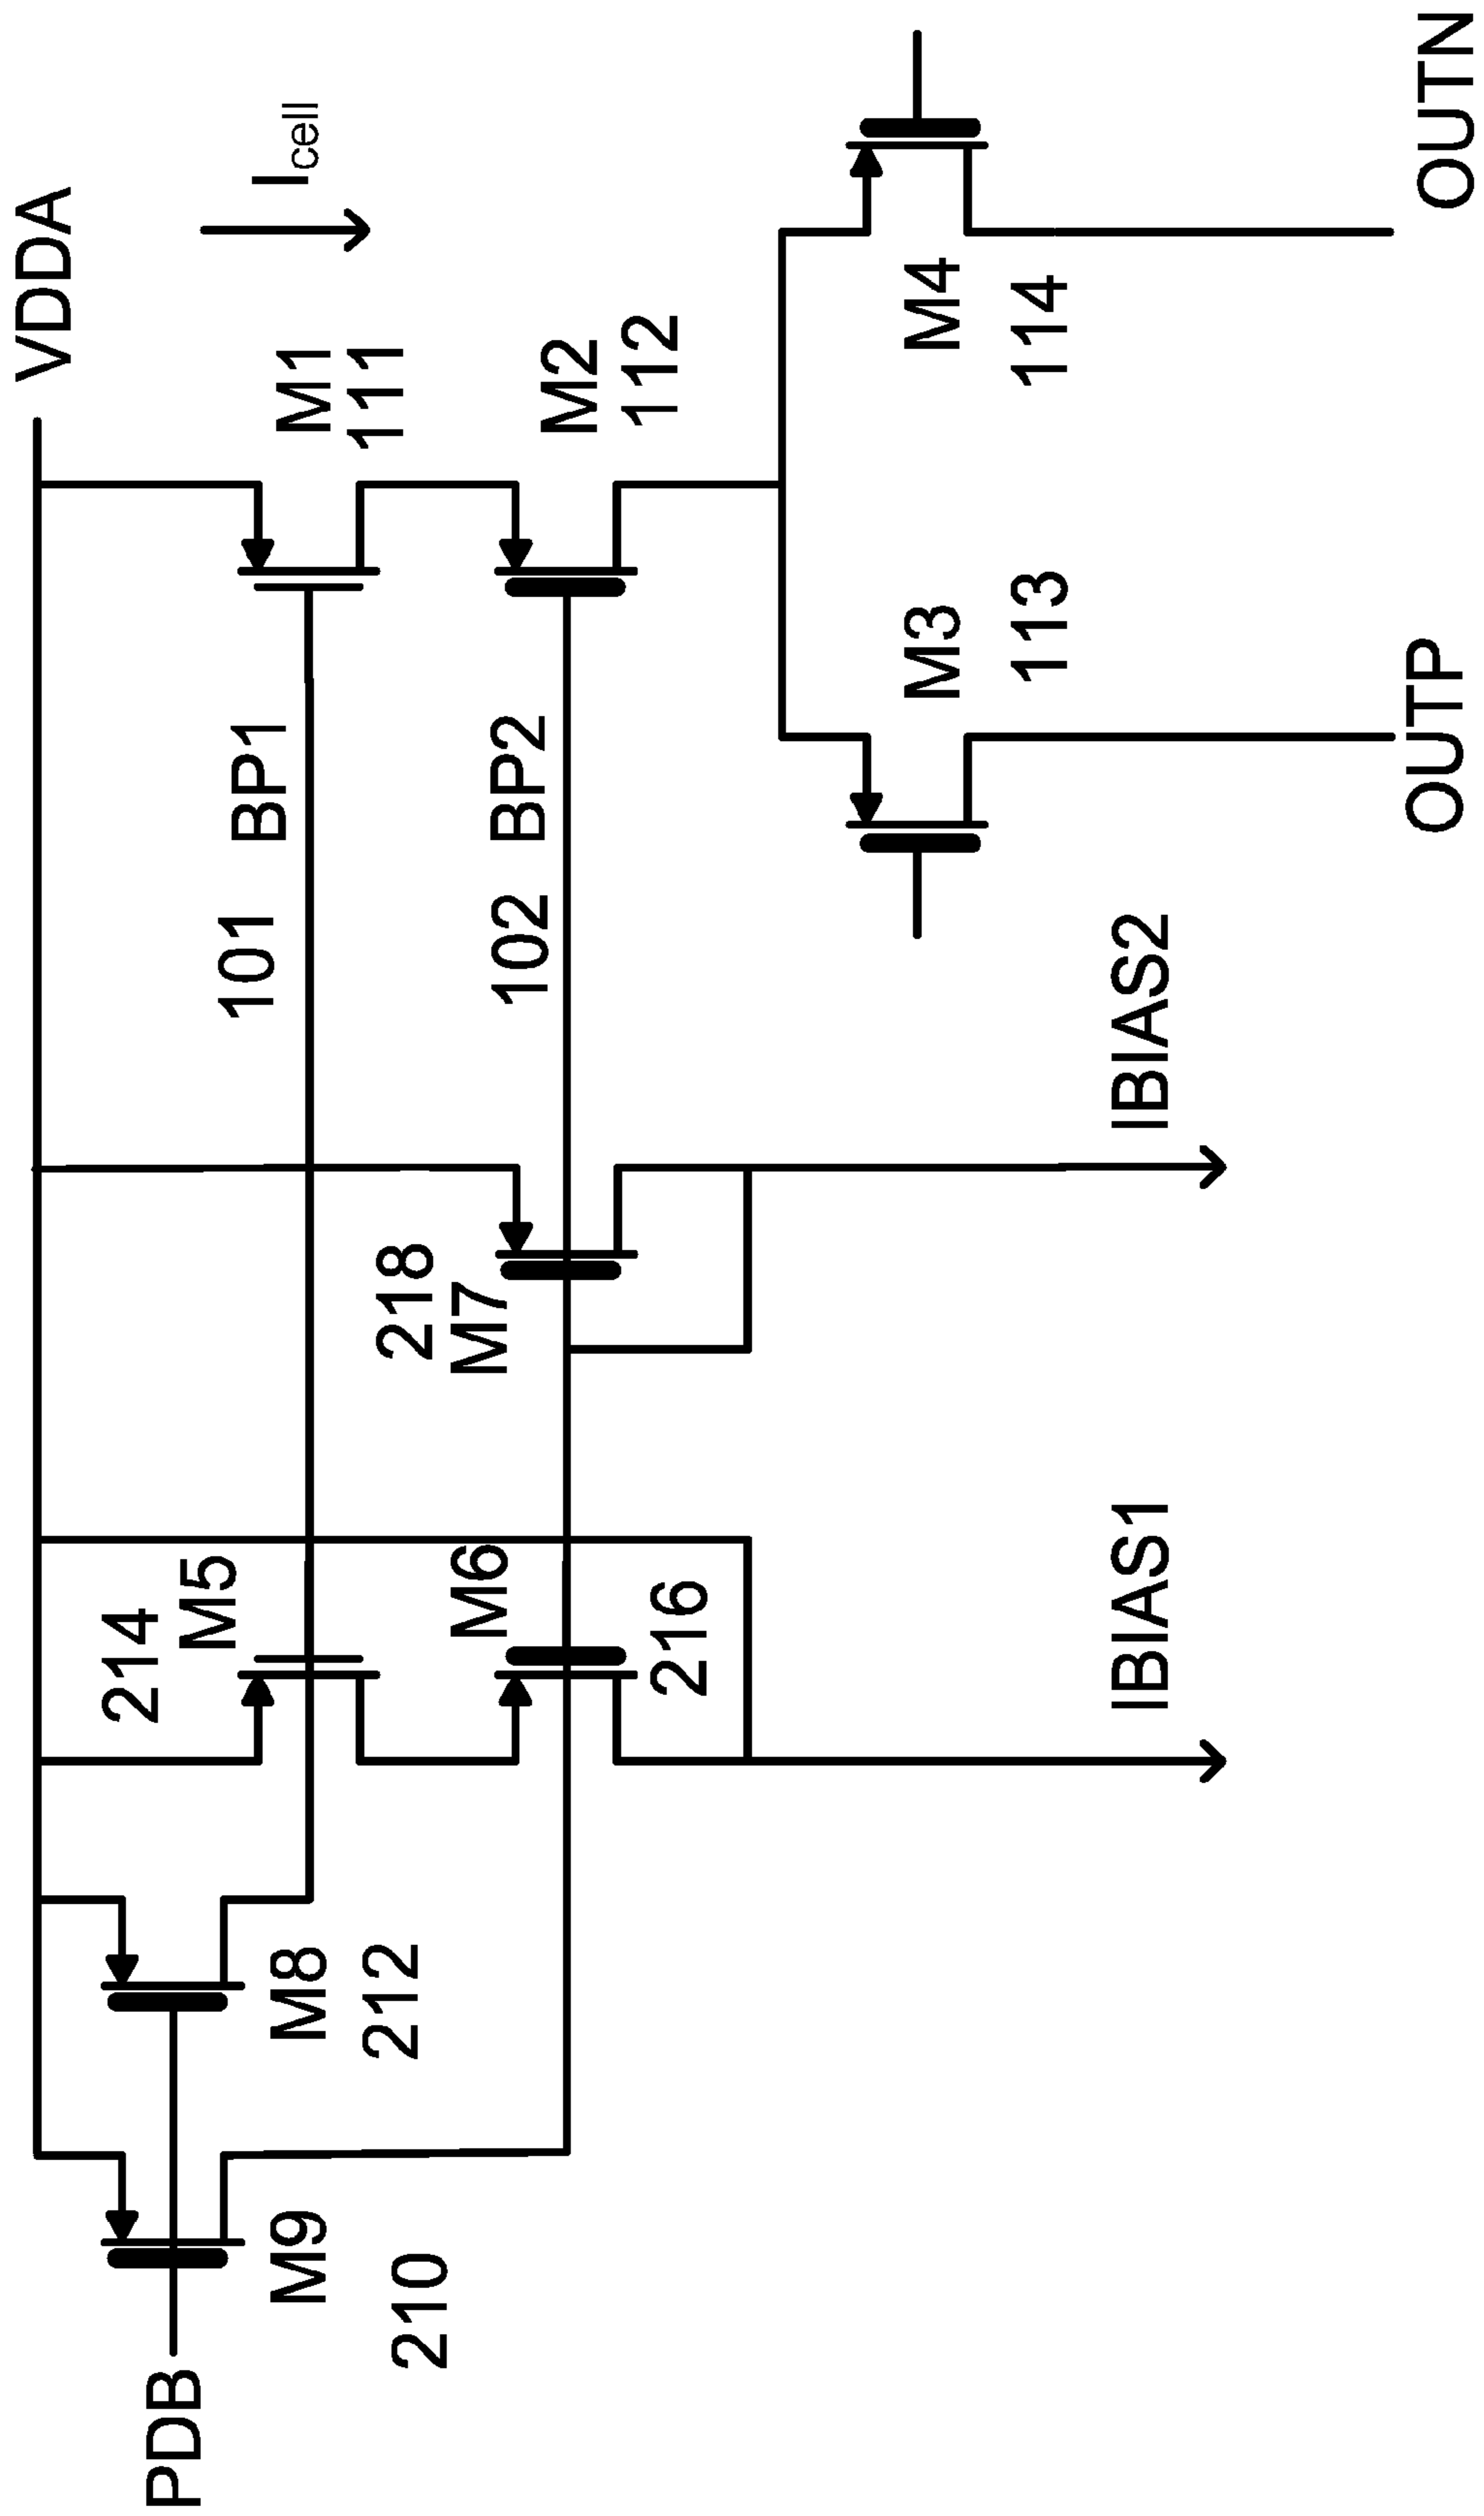 VDDA
Icell
PDB
M9
210
M8
212
214
M5
M6
216
218
M7
101 BP1
102 BP2
M1
111
M2
112
M3
113
M4
114
IBIAS1
IBIAS2
OUTP
OUTN